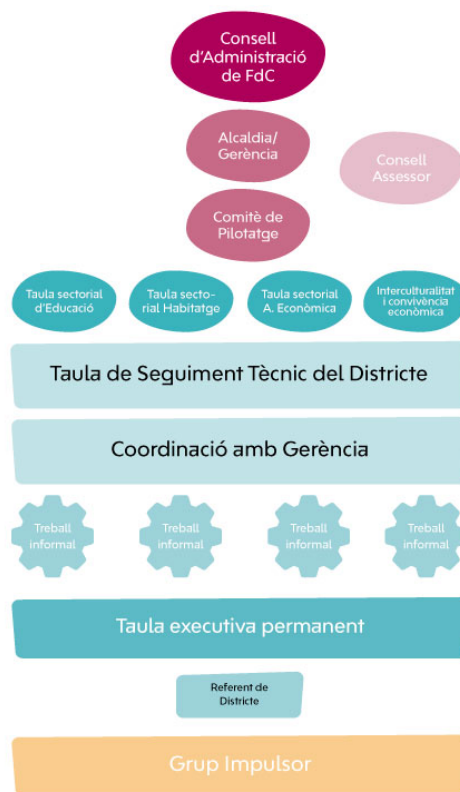 Consell
d'Administració
de FdC
Alcaldia/
Gerència
Consell
Assessor
Comitè de
Pilotatge
Taula sectorial
d'Educació
Taula secto-
rial Habitatge
Taula sectorial
A. Econòmica
Interculturalitat
i convivència
econòmica
Taula de Seguiment Tècnic del Districte
Coordinació amb Gerència
Treball
informal
Treball
informal
Treball
informal
Treball
informal
Taula executiva permanent
Referent de
Districte
Grup Impulsor